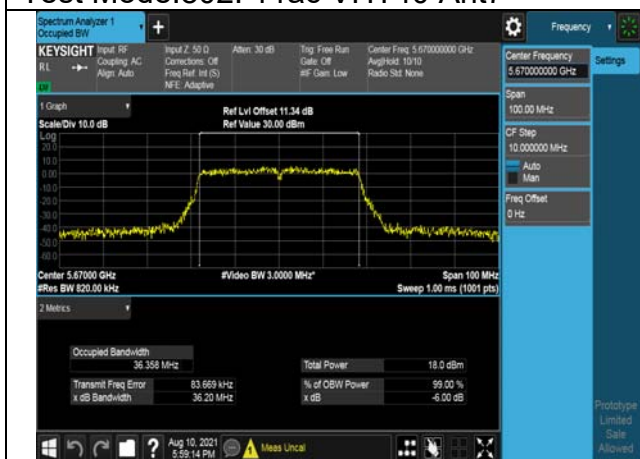 Spectrum Analyzer 1
Occupied BW
+
Frequency
KEYSIGHT
RL
Input: RF
Coupling: AC
Align: Auto
Input Z: 50 Ω
Corrections: Off
Freq Ref: Int (S)
NFE: Adaptive
Atten: 30 dB
Trig: Free Run
Gate: Off
#IF Gain: Low
Center Freq: 5.670000000 GHz
Avg|Hold: 10/10
Radio Std: None
LV
Center Frequency
5.670000000 GHz
Settings
Span
100.00 MHz
CF Step
10.000000 MHz
Auto
Man
Freq Offset
0 Hz
1 Graph
Scale/Div 10.0 dB
Ref Lvl Offset 11.34 dB
Ref Value 30.00 dBm
Log
20.0
10.0
0.00
-10.0
-20.0
-30.0
-40.0
-50.0
-60.0
Center 5.67000 GHz
#Video BW 3.0000 MHz*
Span 100 MHz
#Res BW 820.00 kHz
Sweep 1.00 ms (1001 pts)
2 Metrics
Occupied Bandwidth
36.358 MHz
Total Power
18.0 dBm
Transmit Freq Error
83.669 kHz
% of OBW Power
99.00 %
x dB Bandwidth
36.20 MHz
x dB
-6.00 dB
Prototype
Limited
Sale
Allowed
?
Aug 10, 2021
5:59:14 PM
Meas Uncal